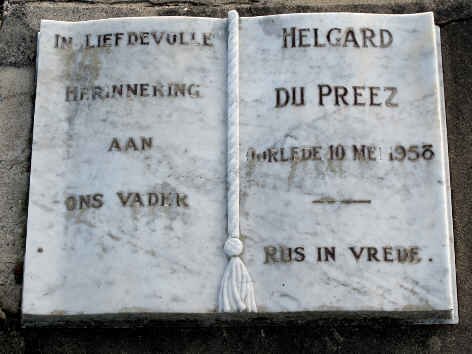 IN LIEFDEVOLLE
HERINNERING
AAN
ONS VADER
HELGARD
DU PREEZ
OORLEDE 10 MEI 1958
RUS IN VREDE.